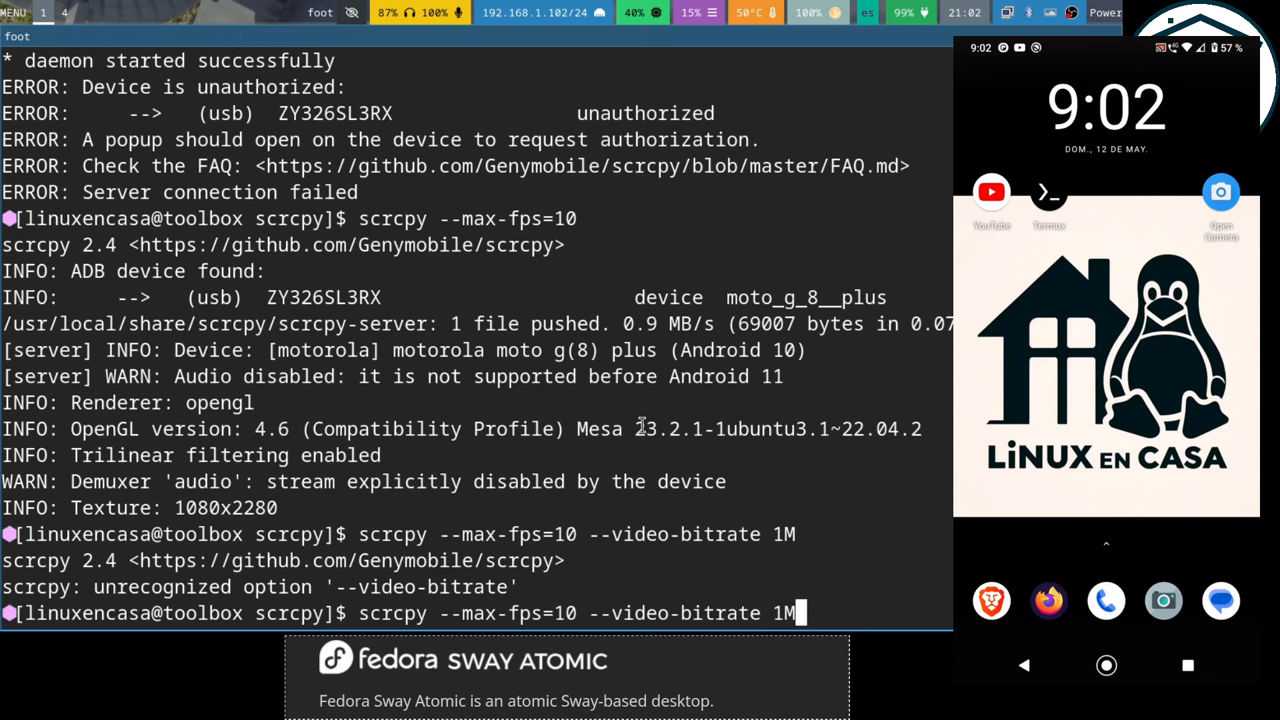 MENU 1 4 foot 87% 100% 192.168.1.102/24 40% 15% 50°C 100% es 99% 21:02 Power
foot
* daemon started successfully
ERROR: Device is unauthorized:
ERROR: --> (usb) ZY326SL3RX unauthorized
ERROR: A popup should open on the device to request authorization.
ERROR: Check the FAQ: <https://github.com/Genymobile/scrcpy/blob/master/FAQ.md>
ERROR: Server connection failed
[linuxencasa@toolbox scrcpy]$ scrcpy --max-fps=10
scrcpy 2.4 <https://github.com/Genymobile/scrcpy>
INFO: ADB device found:
INFO: --> (usb) ZY326SL3RX device moto_g_8__plus
/usr/local/share/scrcpy/scrcpy-server: 1 file pushed. 0.9 MB/s (69007 bytes in 0.07
[server] INFO: Device: [motorola] motorola moto g(8) plus (Android 10)
[server] WARN: Audio disabled: it is not supported before Android 11
INFO: Renderer: opengl
INFO: OpenGL version: 4.6 (Compatibility Profile) Mesa 23.2.1-1ubuntu3.1~22.04.2
INFO: Trilinear filtering enabled
WARN: Demuxer 'audio': stream explicitly disabled by the device
INFO: Texture: 1080x2280
[linuxencasa@toolbox scrcpy]$ scrcpy --max-fps=10 --video-bitrate 1M
scrcpy 2.4 <https://github.com/Genymobile/scrcpy>
scrcpy: unrecognized option '--video-bitrate'
[linuxencasa@toolbox scrcpy]$ scrcpy --max-fps=10 --video-bitrate 1M
fedora SWAY ATOMIC
Fedora Sway Atomic is an atomic Sway-based desktop.
9:02 57 %
9:02
DOM., 12 DE MAY.
YouTube
Termux
Open
Camera
LiNUX EN CASA